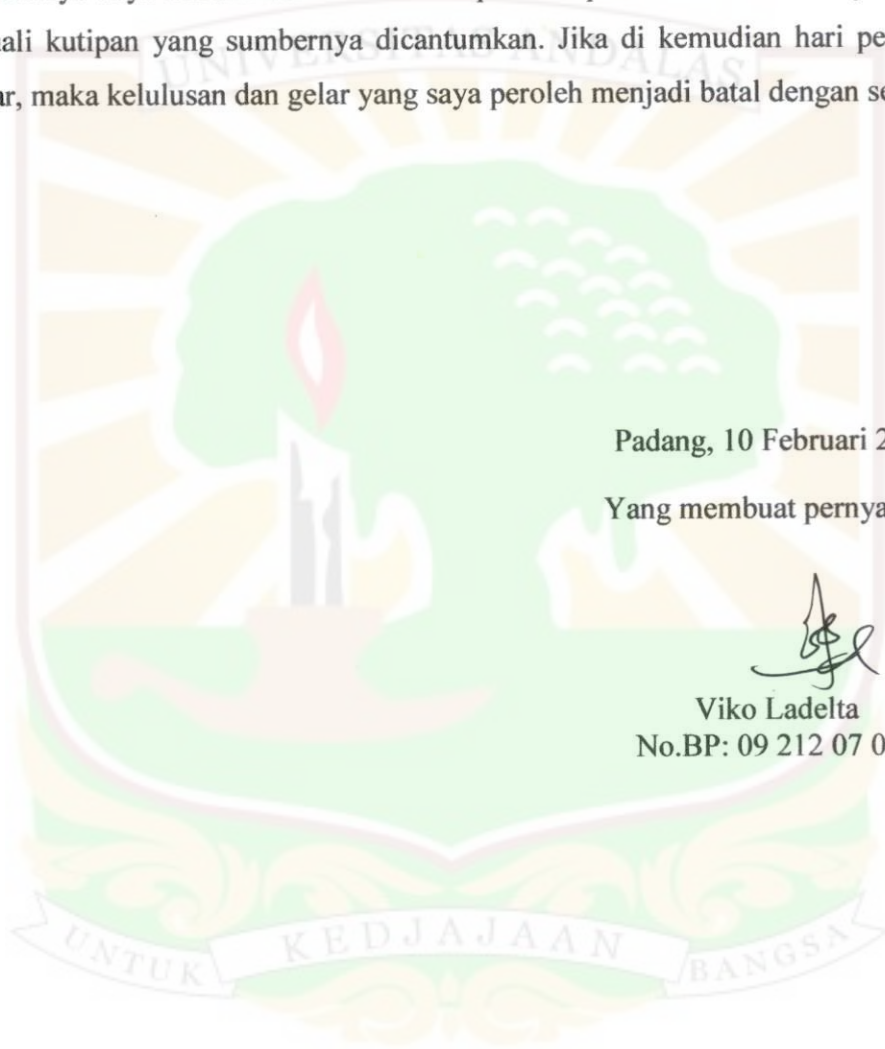 ali kutipan yang sumbernya dicantumkan. Jika di kemudian hari pe
ar, maka kelulusan dan gelar yang saya peroleh menjadi batal dengan se
UNIVERSITAS ANDALAS
Padang, 10 Februari 2
Yang membuat pernya
Viko Ladelta
No.BP: 09 212 07 0
UNTUK KEDJAJAAN BANGSA